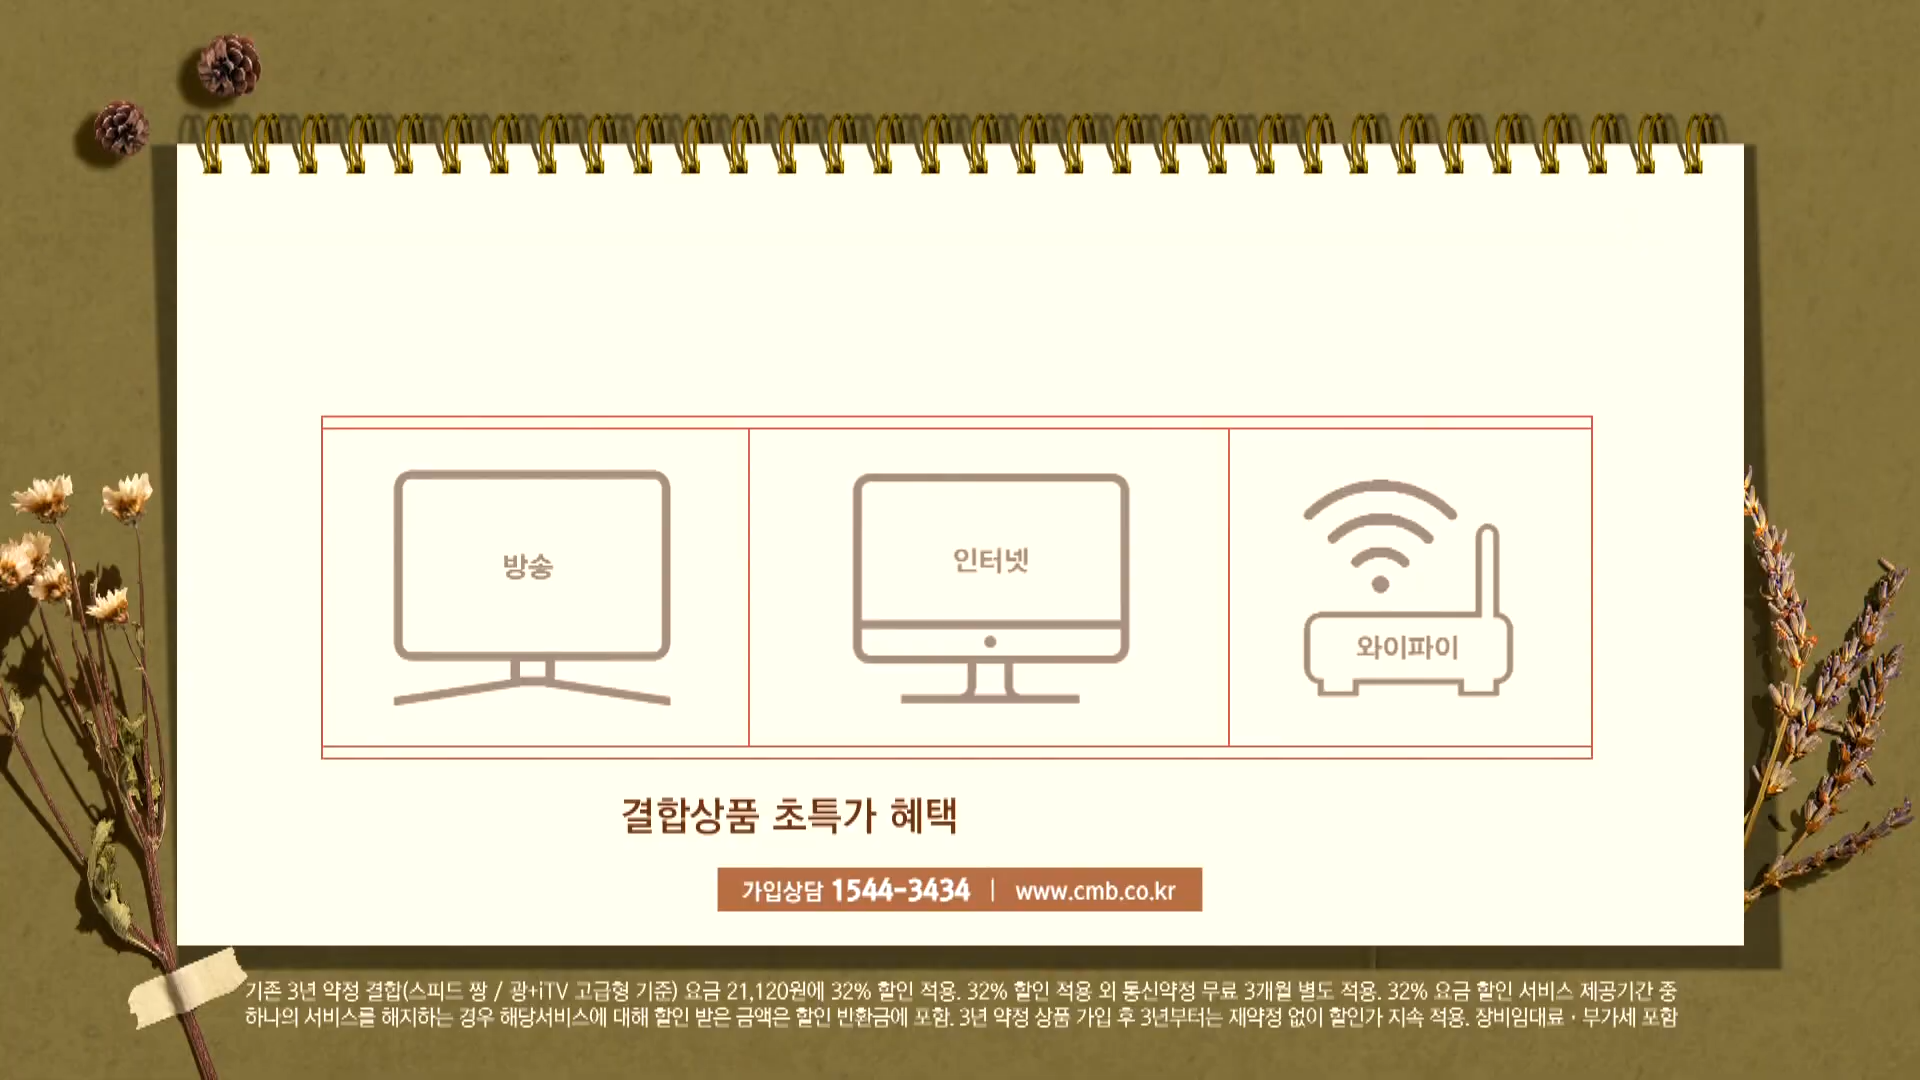 방송
인터넷
와이파이
결합상품 초특가 혜택
가입상담 1544-3434 | www.cmb.co.kr
기존 3년 약정 결합(스피드 짱 / 광+iTV 고급형 기준) 요금 21,120원에 32% 할인 적용. 32% 할인 적용 외 통신약정 무료 3개월 별도 적용. 32% 요금 할인 서비스 제공기간 중
하나의 서비스를 해지하는 경우 해당서비스에 대해 할인 받은 금액은 할인 반환금에 포함. 3년 약정 상품 가입 후 3년부터는 재약정 없이 할인가 지속 적용. 장비임대료 · 부가세 포함